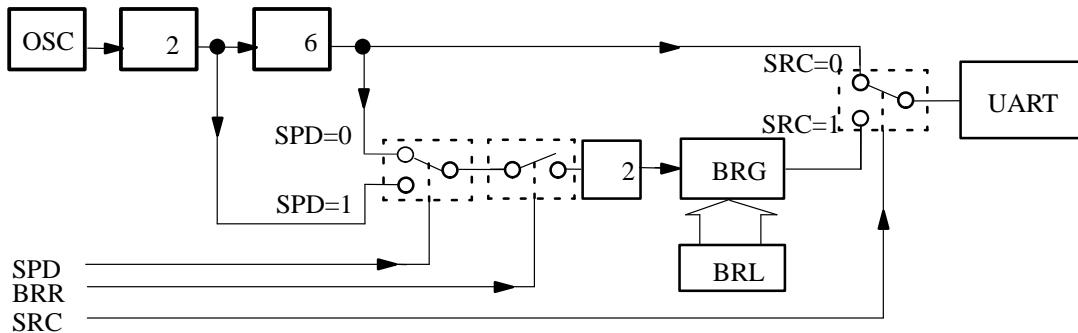 OSC
2
6
SRC=0
UART
SRC=1
SPD=0
2
BRG
SPD=1
SPD
BRL
BRR
SRC